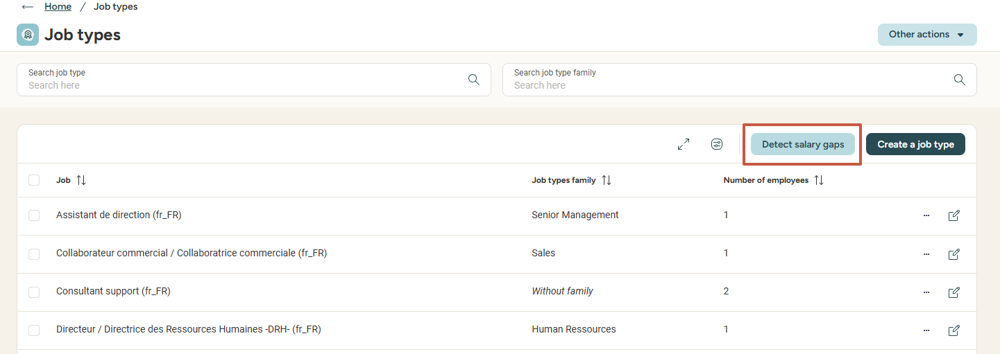 Home / Job types
Job types
Other actions
Search job type
Search here
Search job type family
Search here
Detect salary gaps
Create a job type
Job
Job types family
Number of employees
Assistant de direction (fr_FR)
Senior Management
1
Collaborateur commercial / Collaboratrice commerciale (fr_FR)
Sales
1
Consultant support (fr_FR)
Without family
2
Directeur / Directrice des Ressources Humaines -DRH- (fr_FR)
Human Ressources
1